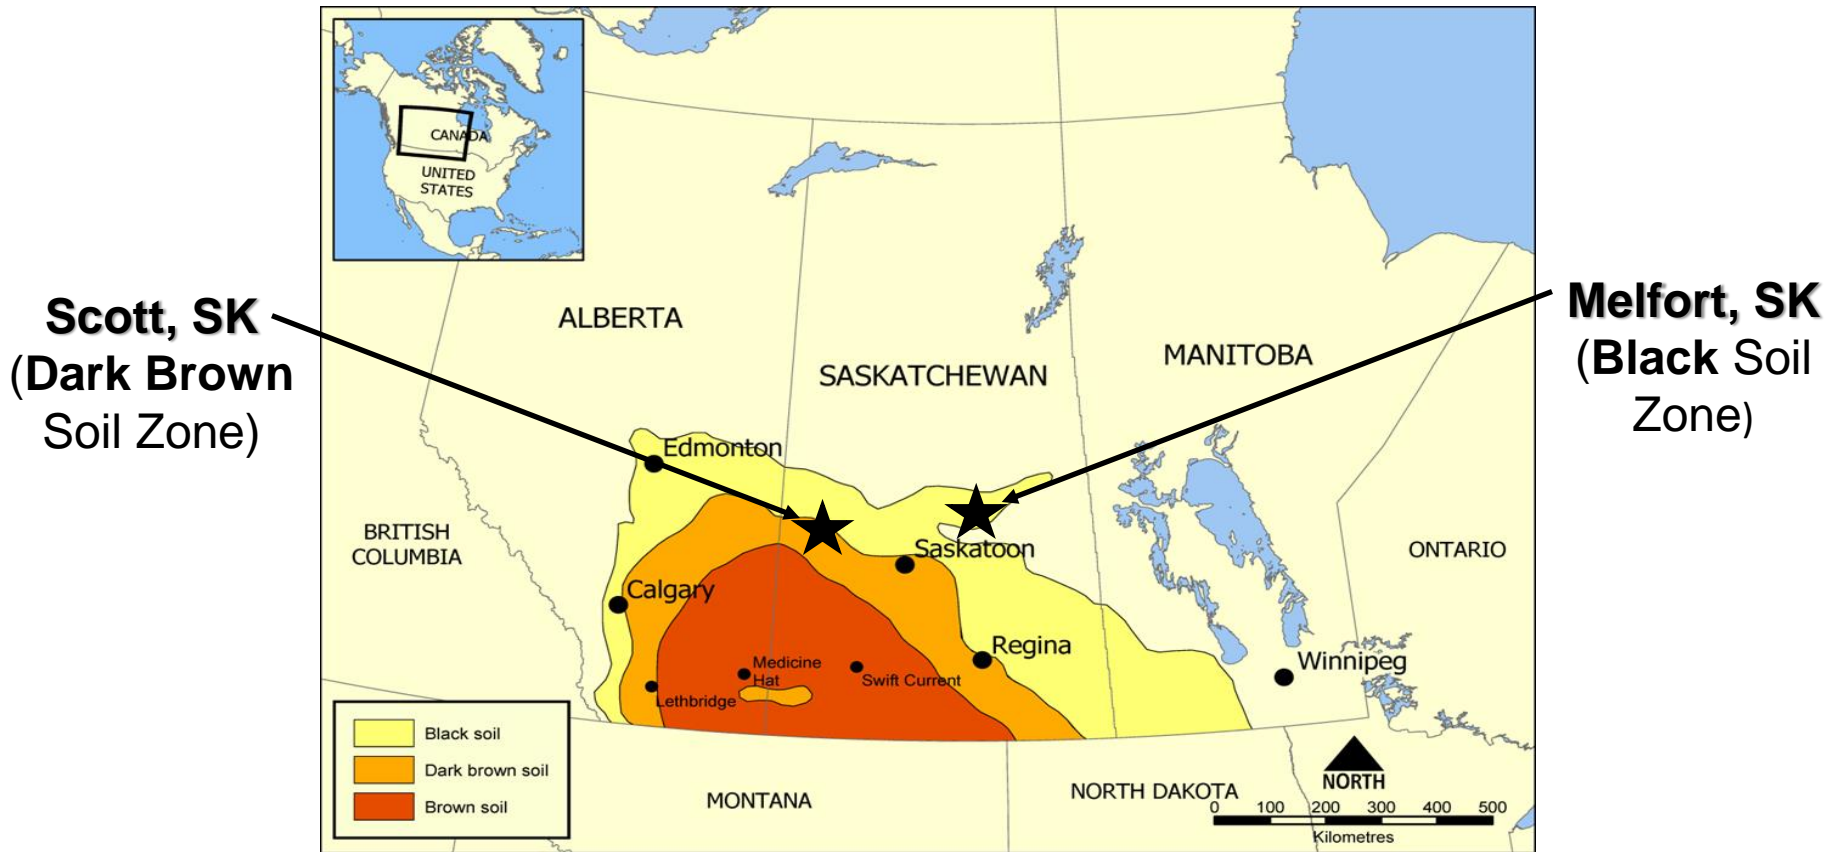 CANADA
UNITED
STATES
Scott, SK
(Dark Brown
Soil Zone)
Melfort, SK
(Black Soil
Zone)
ALBERTA
SASKATCHEWAN
MANITOBA
Edmonton
BRITISH
COLUMBIA
Saskatoon
ONTARIO
Calgary
Regina
Medicine
Hat
Swift Current
Lethbridge
Winnipeg
Black soil
Dark brown soil
Brown soil
MONTANA
NORTH DAKOTA
NORTH
0 100 200 300 400 500
Kilometres